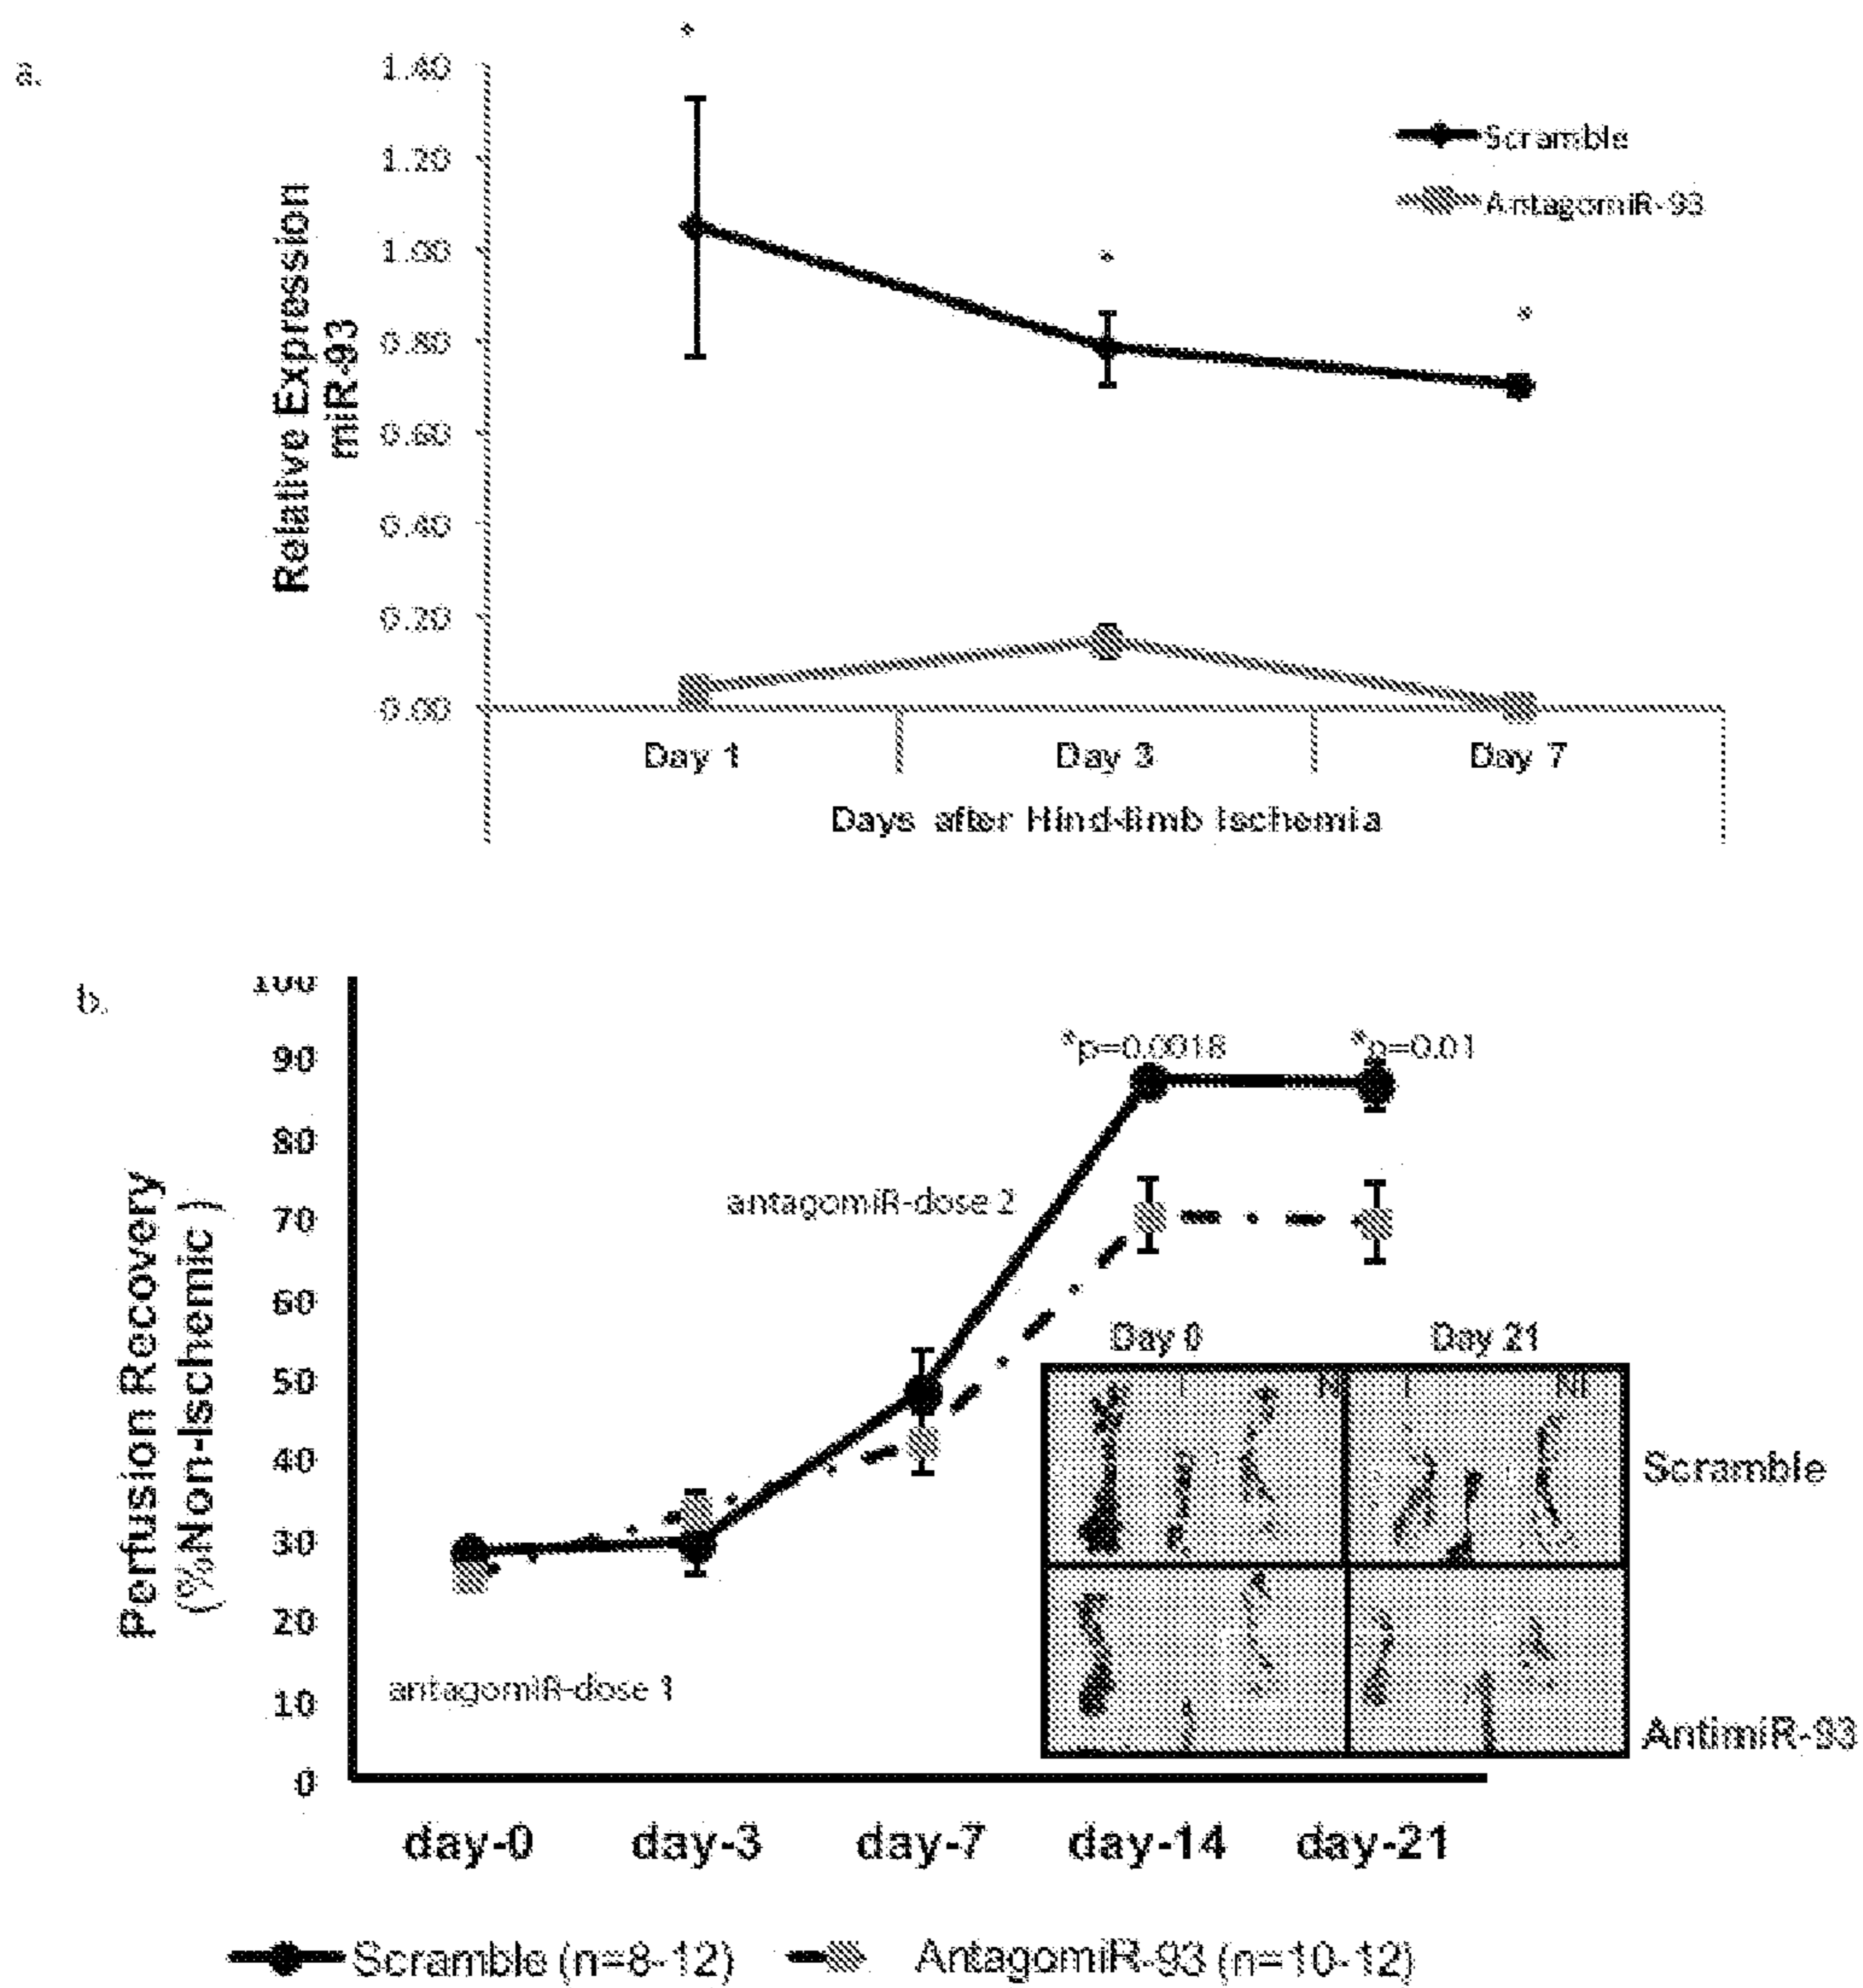 a.
1.40
1.20
1.00
0.80
0.60
0.40
0.20
0.00
Relative Expression
miR-93
Scramble
AntagomiR-93
Day 1
Day 3
Day 7
Days after Hind-limb Ischemia
b.
100
90
80
70
60
50
40
30
20
10
0
Perfusion Recovery
(%Non-Ischemic )
*p=0.0018
*p=0.01
antagomiR-dose 2
antagomiR-dose 1
Day 0
Day 21
I
NI
I
NI
Scramble
AntimiR-93
day-0
day-3
day-7
day-14
day-21
Scramble (n=8-12)
AntagomiR-93 (n=10-12)